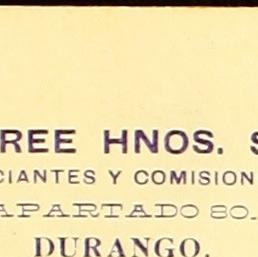 REE HNOS. S
CIANTES Y COMISION
APARTADO 80.
DURANGO.